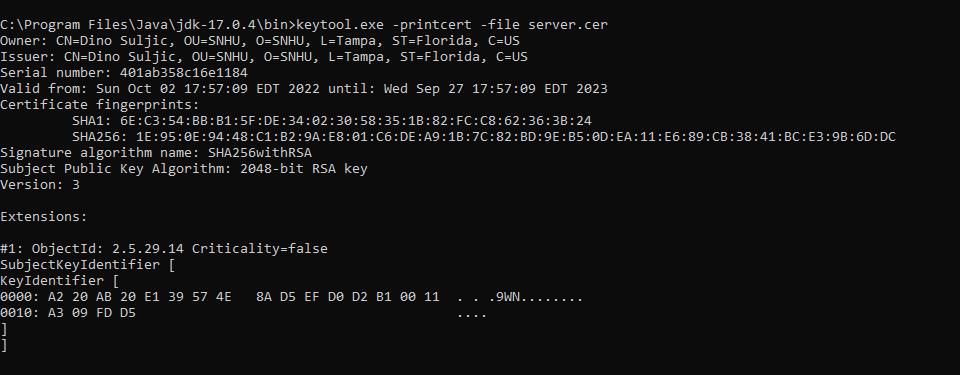 C:\Program Files\Java\jdk-17.0.4\bin>keytool.exe -printcert -file server.cer
Owner: CN=Dino Suljic, OU=SNHU, O=SNHU, L=Tampa, ST=Florida, C=US
Issuer: CN=Dino Suljic, OU=SNHU, O=SNHU, L=Tampa, ST=Florida, C=US
Serial number: 401ab358c16e1184
Valid from: Sun Oct 02 17:57:09 EDT 2022 until: Wed Sep 27 17:57:09 EDT 2023
Certificate fingerprints:
         SHA1: 6E:C3:54:BB:B1:5F:DE:34:02:30:58:35:1B:82:FC:C8:62:36:3B:24
         SHA256: 1E:95:0E:94:48:C1:B2:9A:E8:01:C6:DE:A9:1B:7C:82:BD:9E:B5:0D:EA:11:E6:89:CB:38:41:BC:E3:9B:6D:DC
Signature algorithm name: SHA256withRSA
Subject Public Key Algorithm: 2048-bit RSA key
Version: 3

Extensions:

#1: ObjectId: 2.5.29.14 Criticality=false
SubjectKeyIdentifier [
KeyIdentifier [
0000: A2 20 AB 20 E1 39 57 4E   8A D5 EF D0 D2 B1 00 11  . . .9WN........
0010: A3 09 FD D5                                        ....
]
]